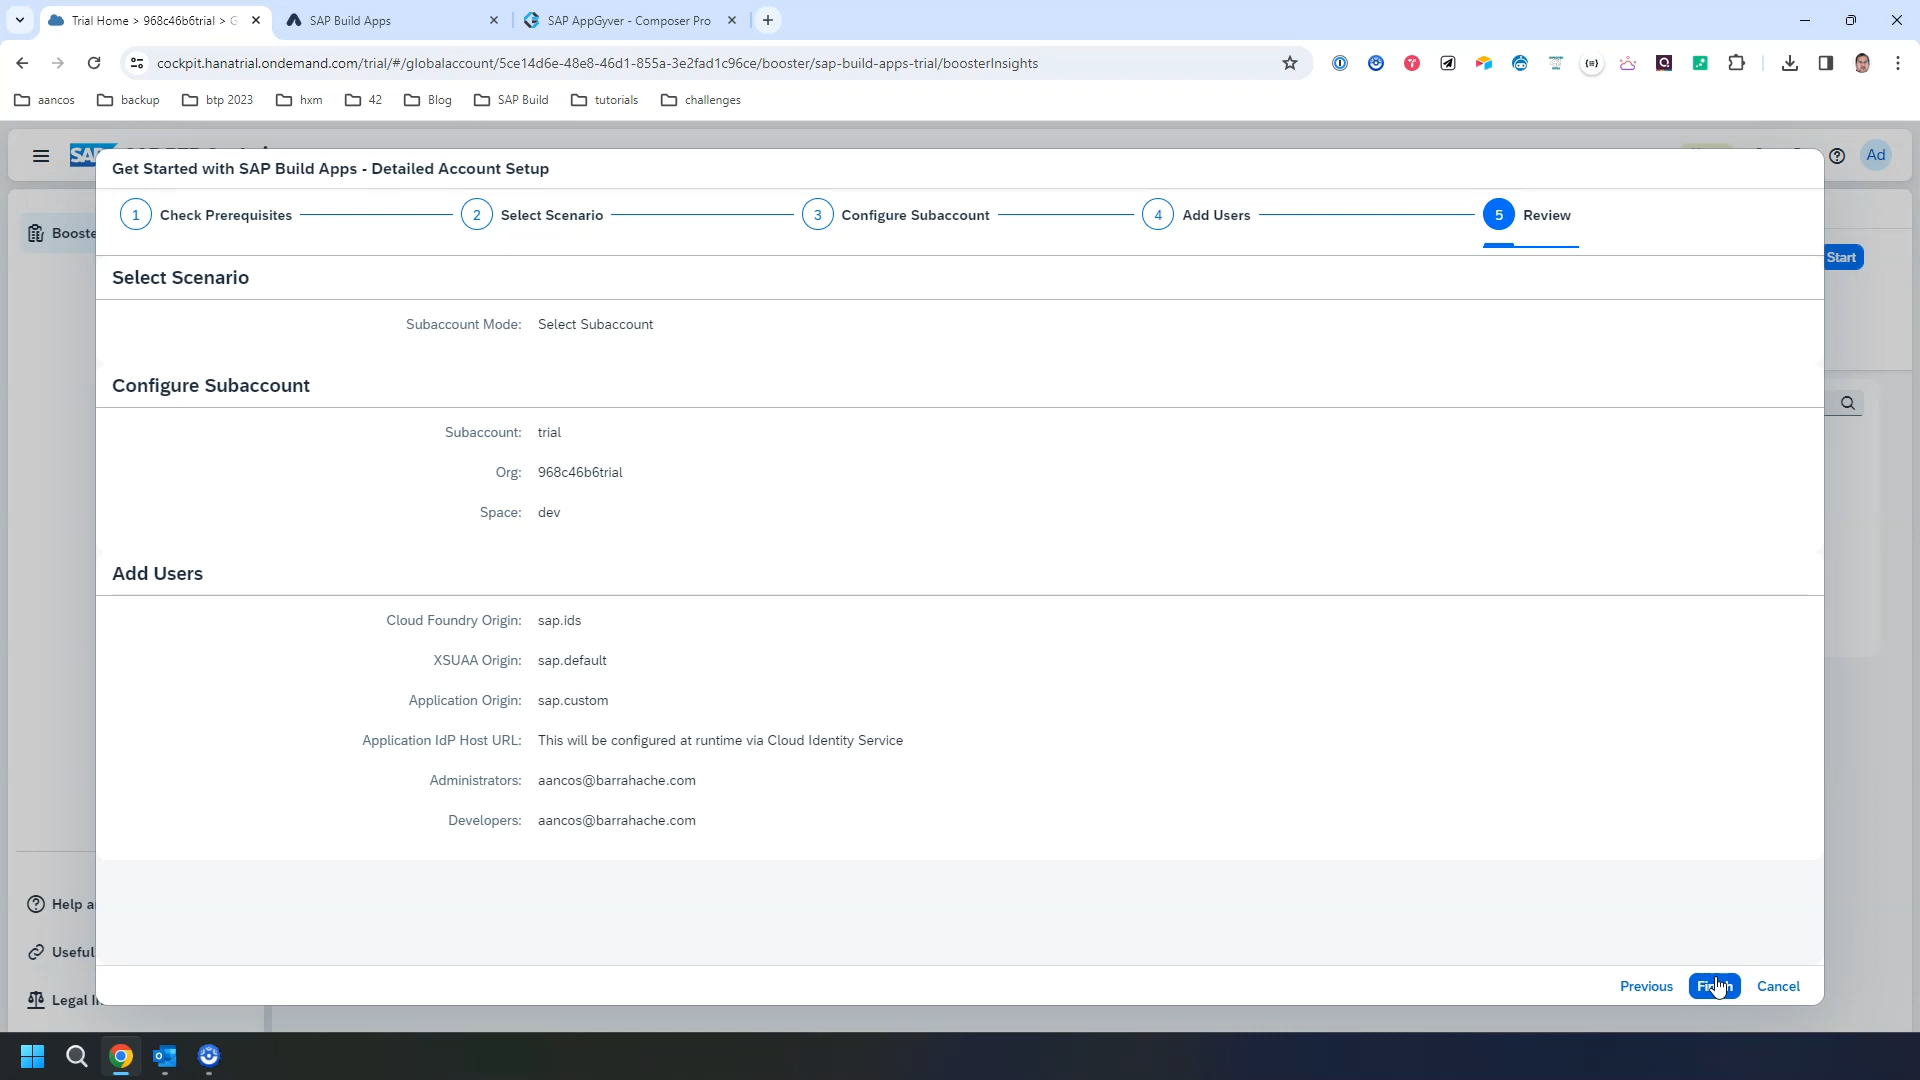 Trial Home > 968c46b6trial > G
SAP Build Apps
SAP AppGyver - Composer Pro
cockpit.hanatrial.ondemand.com/trial/#/globalaccount/5ce14d6e-48e8-46d1-855a-3e2fad1c96ce/booster/sap-build-apps-trial/boosterInsights
aancos
backup
btp 2023
hxm
42
Blog
SAP Build
tutorials
challenges
Ad
Get Started with SAP Build Apps - Detailed Account Setup
1 Check Prerequisites
2 Select Scenario
3 Configure Subaccount
4 Add Users
5 Review
Booste
Start
Select Scenario
Subaccount Mode: Select Subaccount
Configure Subaccount
Subaccount: trial
Org: 968c46b6trial
Space: dev
Add Users
Cloud Foundry Origin: sap.ids
XSUAA Origin: sap.default
Application Origin: sap.custom
Application IdP Host URL: This will be configured at runtime via Cloud Identity Service
Administrators: aancos@barrahache.com
Developers: aancos@barrahache.com
Help a
Useful
Legal I
Previous
Finish
Cancel